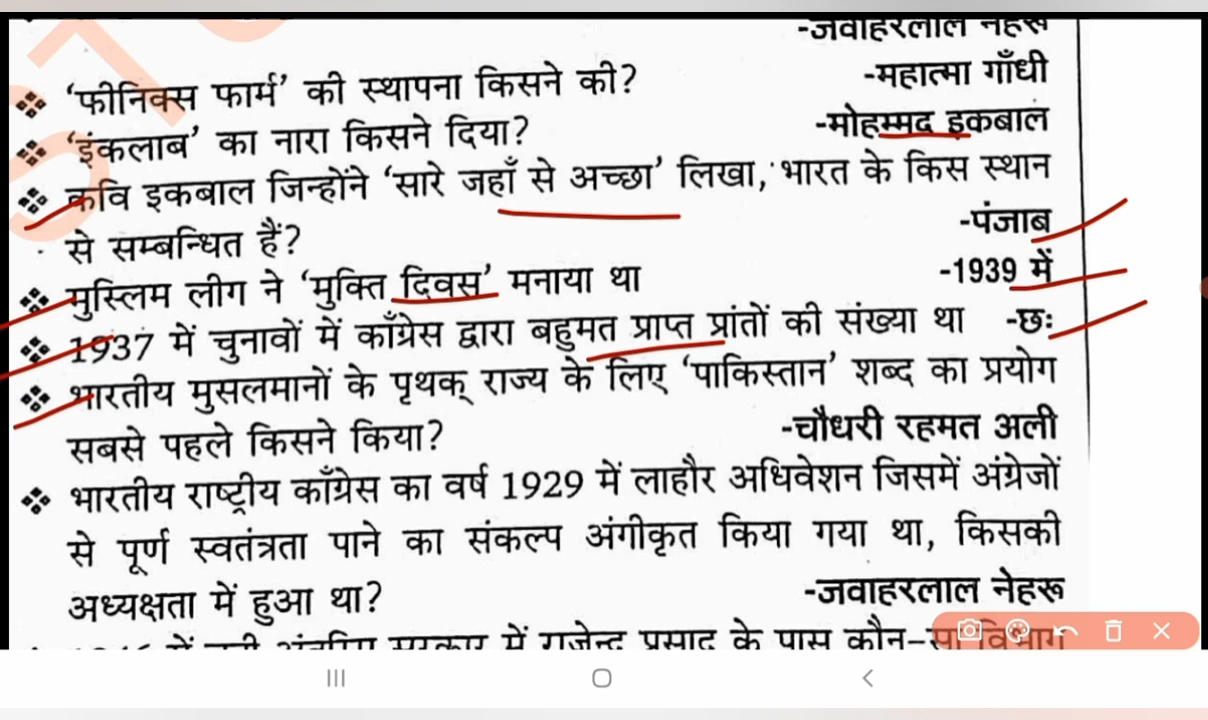 -जवाहरलाल नेहरू
❖ ‘फीनिक्स फार्म’ की स्थापना किसने की? -महात्मा गाँधी
❖ ‘इंकलाब’ का नारा किसने दिया? -मोहम्मद इकबाल
❖ कवि इकबाल जिन्होंने ‘सारे जहाँ से अच्छा’ लिखा, भारत के किस स्थान
से सम्बन्धित हैं? -पंजाब
❖ मुस्लिम लीग ने ‘मुक्ति दिवस’ मनाया था -1939 में
❖ 1937 में चुनावों में काँग्रेस द्वारा बहुमत प्राप्त प्रांतों की संख्या था -छः
❖ भारतीय मुसलमानों के पृथक् राज्य के लिए ‘पाकिस्तान’ शब्द का प्रयोग
सबसे पहले किसने किया? -चौधरी रहमत अली
❖ भारतीय राष्ट्रीय काँग्रेस का वर्ष 1929 में लाहौर अधिवेशन जिसमें अंग्रेजों
से पूर्ण स्वतंत्रता पाने का संकल्प अंगीकृत किया गया था, किसकी
अध्यक्षता में हुआ था? -जवाहरलाल नेहरू
में सरकार में राजेन्द्र प्रसाद के पास कौन-सा विभाग